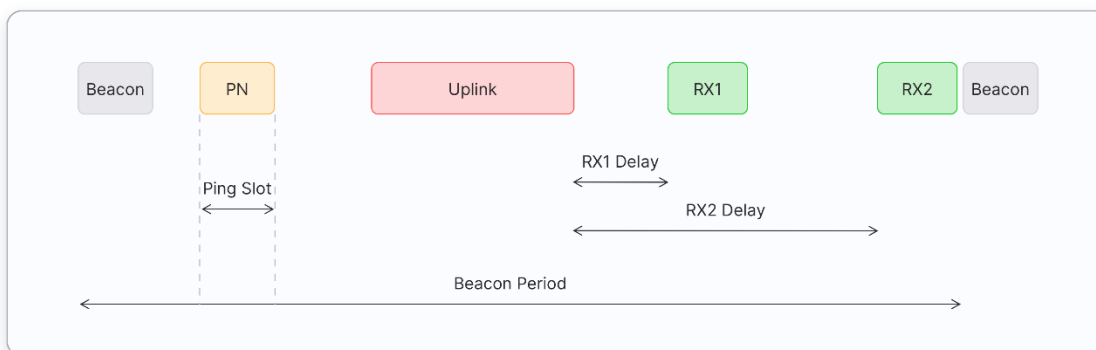 Beacon
PN
Uplink
RX1
RX2
Beacon
RX1 Delay
Ping Slot
RX2 Delay
Beacon Period